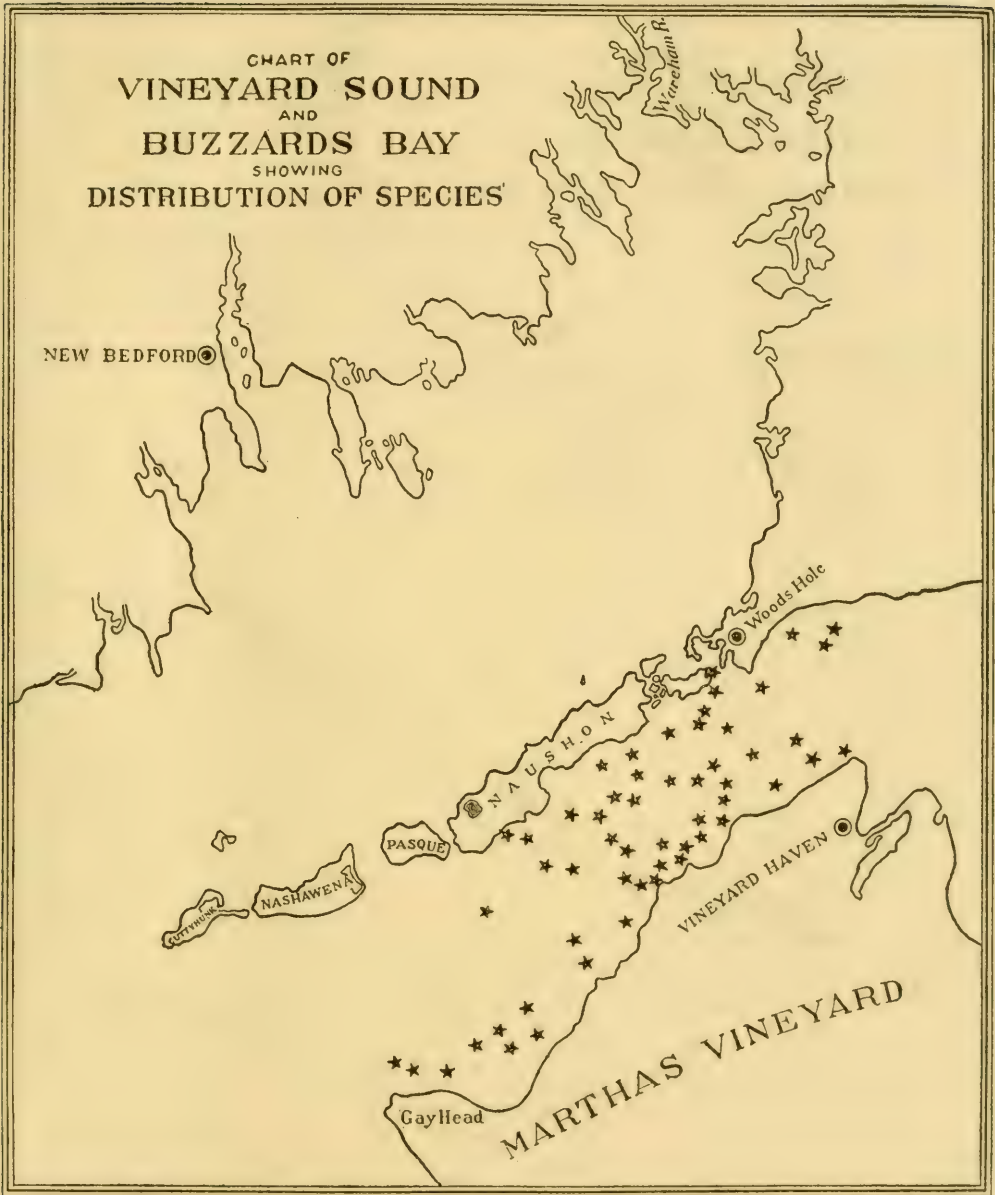 CHART OF
VINEYARD SOUND
AND
BUZZARDS BAY
SHOWING
DISTRIBUTION OF SPECIES
Wareham R.
NEW BEDFORD
Woods Hole
NAUSHON
PASQUE
NASHAWENA
CUTTYHUNK
VINEYARD HAVEN
MARTHAS VINEYARD
Gay Head